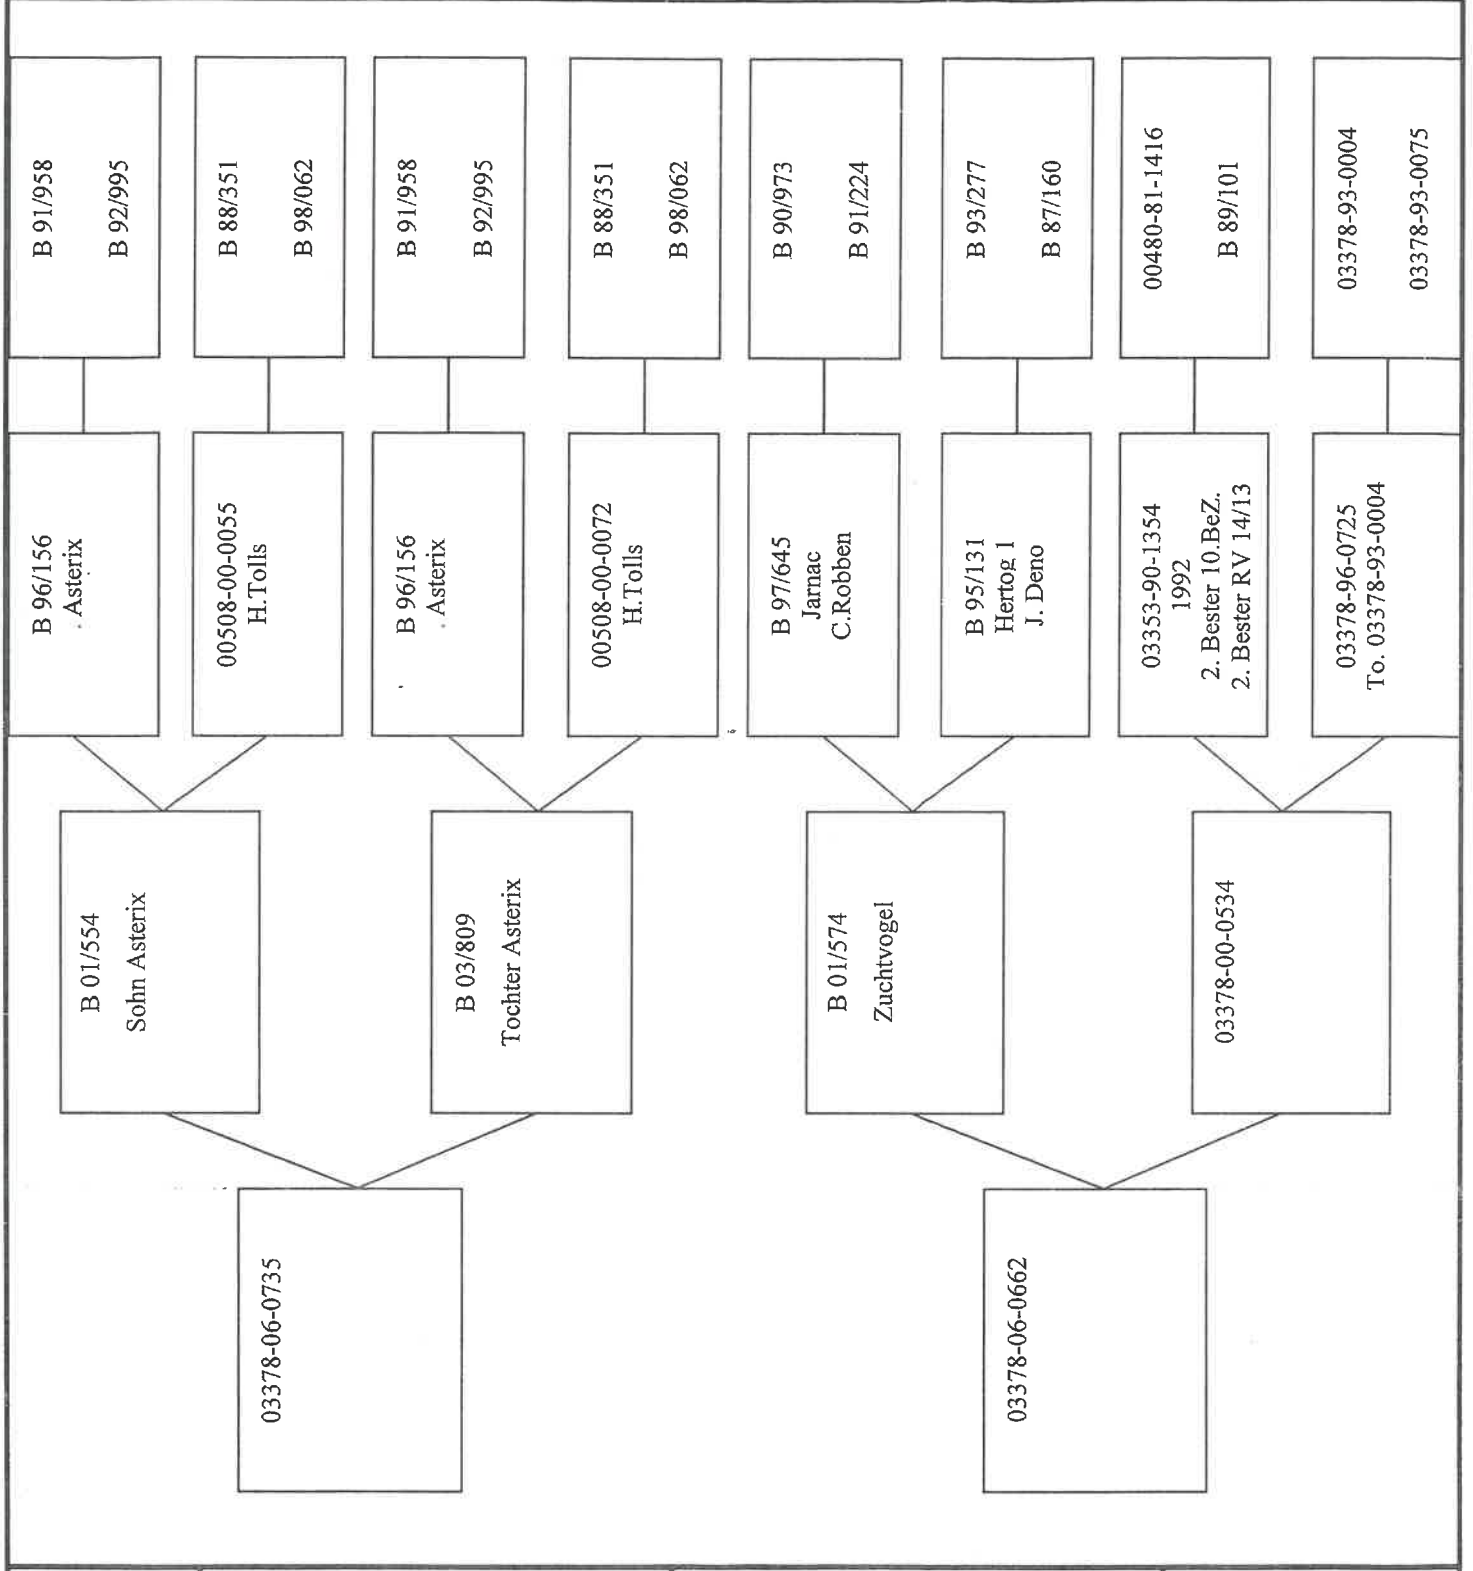 03378-06-0735
B 01/554
Sohn Asterix
B 96/156
Asterix
B 91/958
B 92/995
00508-00-0055
H.Tolls
B 88/351
B 98/062
B 03/809
Tochter Asterix
B 96/156
Asterix
B 91/958
B 92/995
00508-00-0072
H.Tolls
B 88/351
B 98/062
03378-06-0662
B 01/574
Zuchtvogel
B 97/645
Jarnac
C.Robben
B 90/973
B 91/224
B 95/131
Hertog 1
J. Deno
B 93/277
B 87/160
03378-00-0534
03353-90-1354
1992
2. Bester 10.BeZ.
2. Bester RV 14/13
00480-81-1416
B 89/101
03378-96-0725
To. 03378-93-0004
03378-93-0004
03378-93-0075